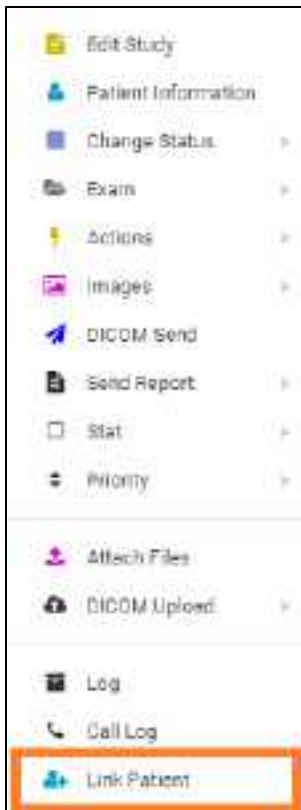 Edit Study
Patient Information
Change Status
Exam
Actions
Images
DICOM Send
Send Report
Stat
Priority
Attach Files
DICOM Upload
Log
Call Log
Link Patient